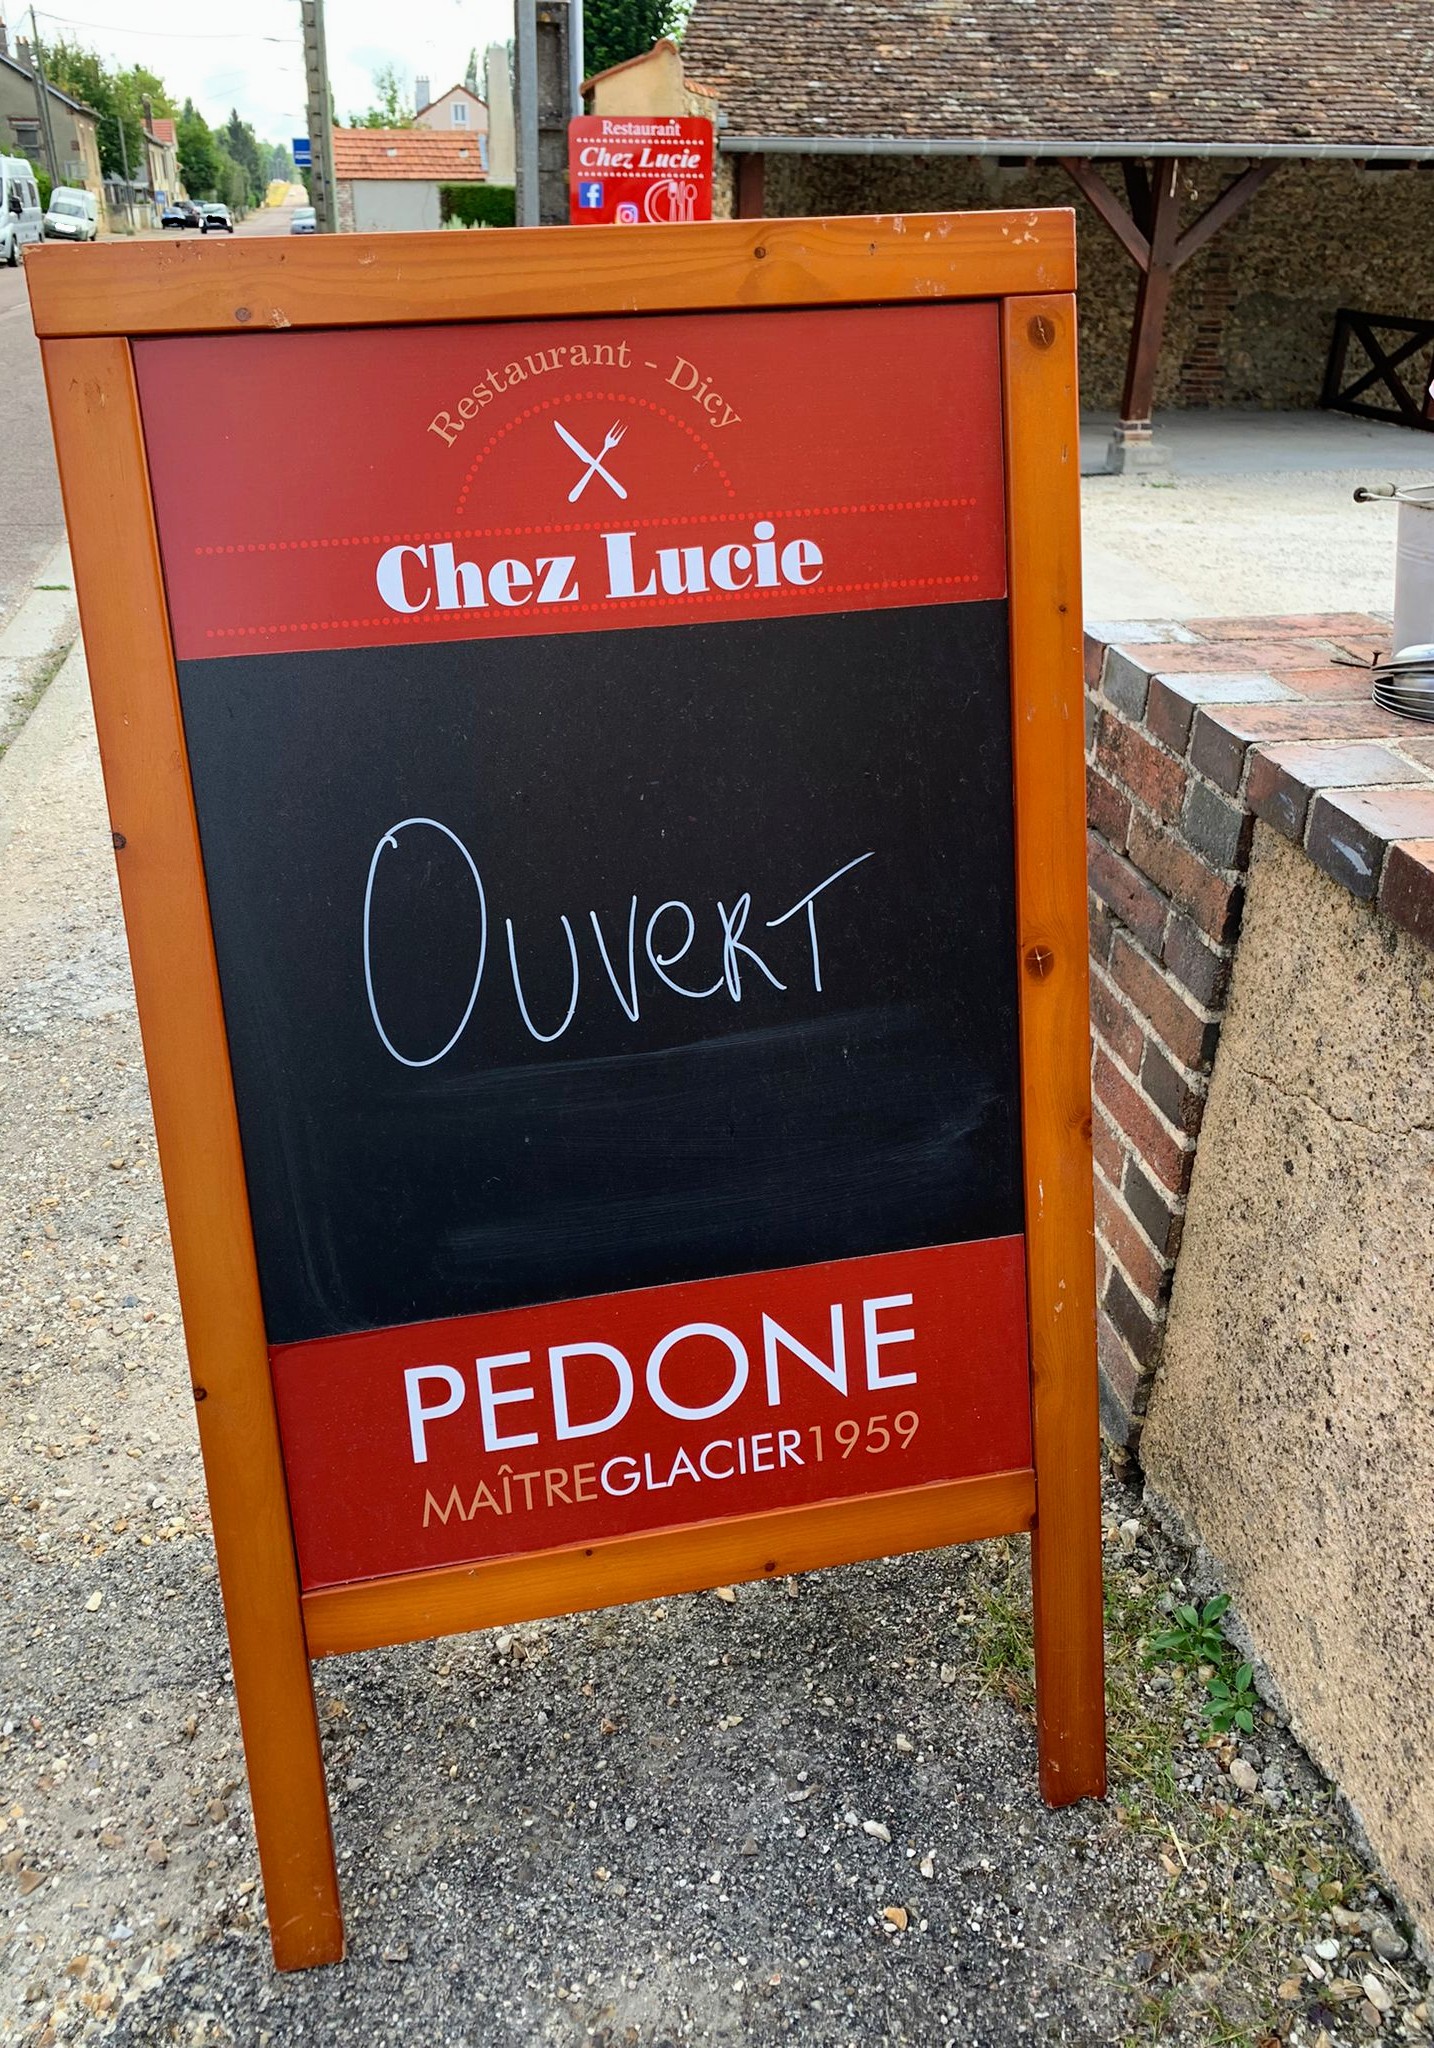 Restaurant
Chez Lucie
Restaurant - Dicy
Chez Lucie
OUVeRT
PEDONE
MAÎTREGLACIER1959